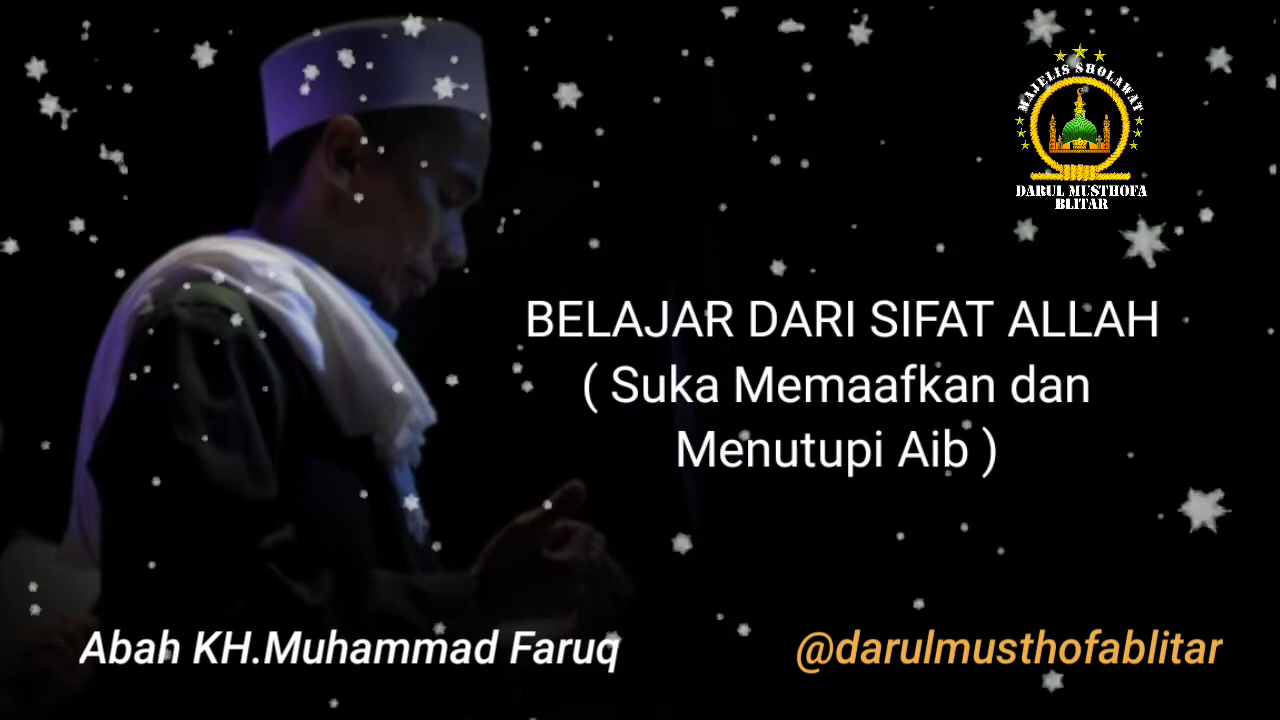 MAJELIS SHOLAWAT
DARUL MUSTHOFA
BLITAR
BELAJAR DARI SIFAT ALLAH
( Suka Memaafkan dan
Menutupi Aib )
Abah KH.Muhammad Faruq
@darulmusthofablitar